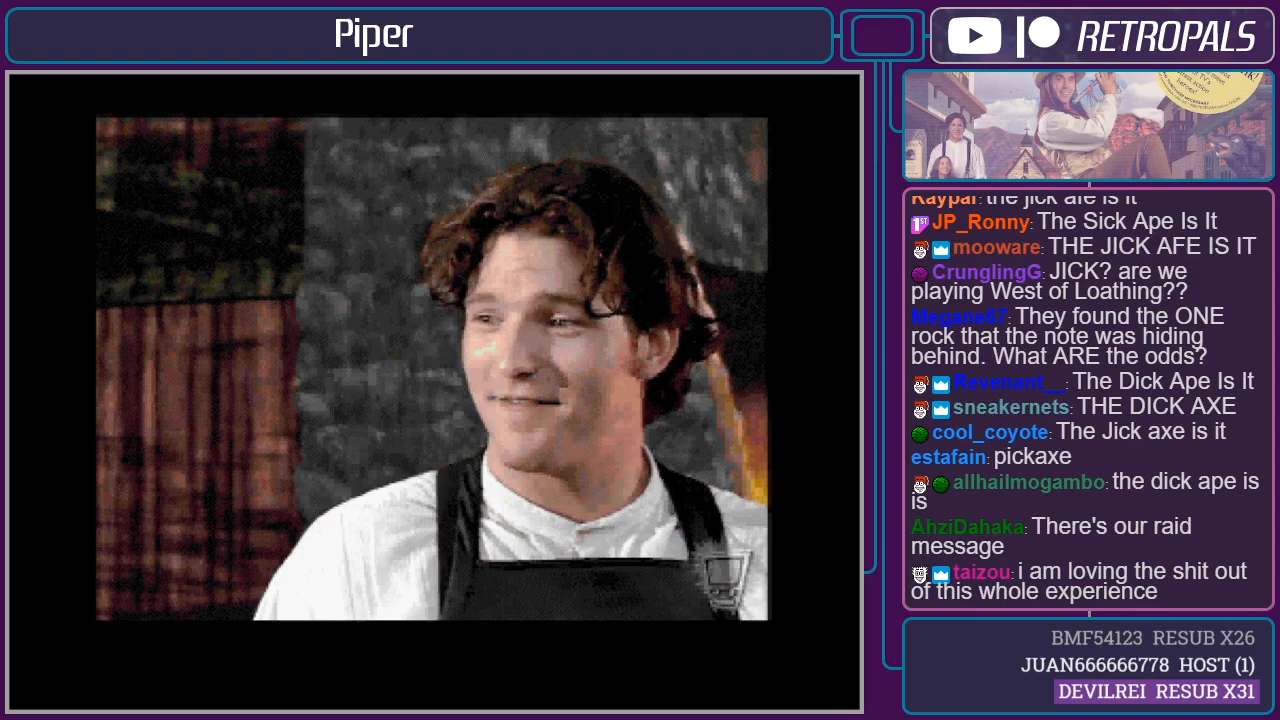 Piper
RETROPALS
Raypal: the jick afe is it
1ST JP_Ronny: The Sick Ape Is It
mooware: THE JICK AFE IS IT
CrunglingG: JICK? are we
playing West of Loathing??
Megane67: They found the ONE
rock that the note was hiding
behind. What ARE the odds?
Revenant__: The Dick Ape Is It
sneakernets: THE DICK AXE
cool_coyote: The Jick axe is it
estafain: pickaxe
allhailmogambo: the dick ape is
is
AhziDahaka: There's our raid
message
taizou: i am loving the shit out
of this whole experience
BMF54123 RESUB X26
JUAN666666778 HOST (1)
DEVILREI RESUB X31